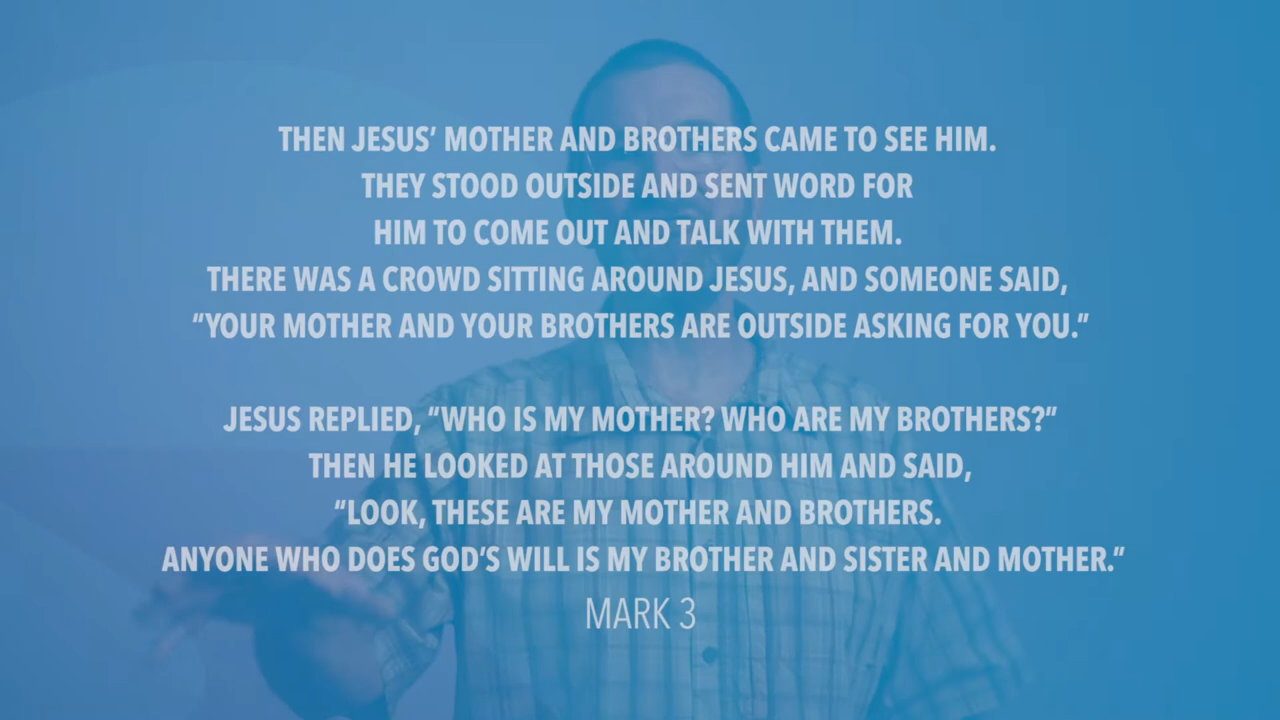 THEN JESUS’ MOTHER AND BROTHERS CAME TO SEE HIM.
THEY STOOD OUTSIDE AND SENT WORD FOR
HIM TO COME OUT AND TALK WITH THEM.
THERE WAS A CROWD SITTING AROUND JESUS, AND SOMEONE SAID,
“YOUR MOTHER AND YOUR BROTHERS ARE OUTSIDE ASKING FOR YOU.”
JESUS REPLIED, “WHO IS MY MOTHER? WHO ARE MY BROTHERS?”
THEN HE LOOKED AT THOSE AROUND HIM AND SAID,
“LOOK, THESE ARE MY MOTHER AND BROTHERS.
ANYONE WHO DOES GOD’S WILL IS MY BROTHER AND SISTER AND MOTHER.”
MARK 3